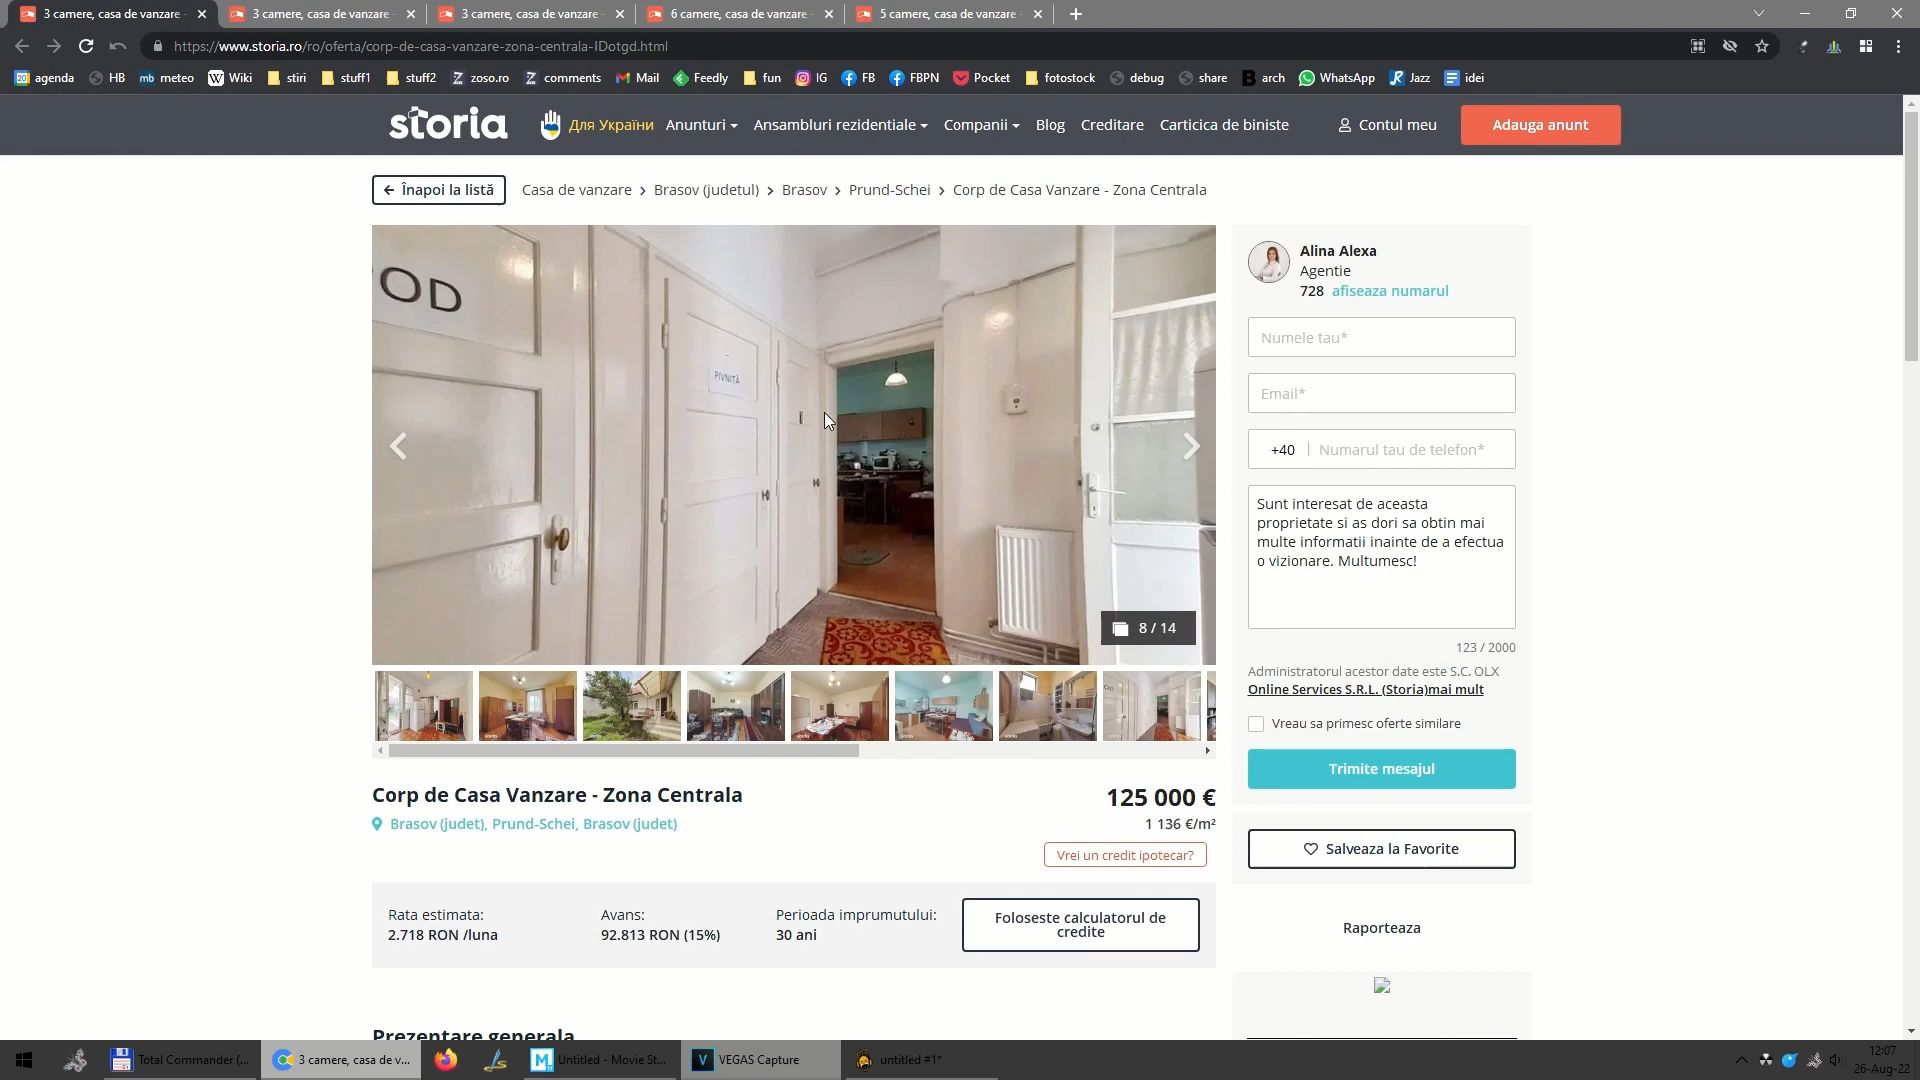 3 camere, casa de vanzare
3 camere, casa de vanzare
3 camere, casa de vanzare
6 camere, casa de vanzare
5 camere, casa de vanzare
https://www.storia.ro/ro/oferta/corp-de-casa-vanzare-zona-centrala-IDotgd.html
20 agenda HB mb meteo W Wiki stiri stuff1 stuff2 Z zoso.ro Z comments Mail Feedly fun IG FB FBPN Pocket fotostock debug share B arch WhatsApp Jazz idei
storia Для України Anunturi Ansambluri rezidentiale Companii Blog Creditare Carticica de biniste Contul meu Adauga anunt
← Înapoi la listă Casa de vanzare > Brasov (judetul) > Brasov > Prund-Schei > Corp de Casa Vanzare - Zona Centrala
OD
PIVNIȚĂ
8 / 14
Corp de Casa Vanzare - Zona Centrala
125 000 €
Brasov (judet), Prund-Schei, Brasov (judet)
1 136 €/m²
Vrei un credit ipotecar?
Rata estimata:
2.718 RON /luna
Avans:
92.813 RON (15%)
Perioada imprumutului:
30 ani
Foloseste calculatorul de
credite
Prezentare generala
Alina Alexa
Agentie
728 afiseaza numarul
Numele tau*
Email*
+40 Numarul tau de telefon*
Sunt interesat de aceasta
proprietate si as dori sa obtin mai
multe informatii inainte de a efectua
o vizionare. Multumesc!
123 / 2000
Administratorul acestor date este S.C. OLX
Online Services S.R.L. (Storia)mai mult
Vreau sa primesc oferte similare
Trimite mesajul
Salveaza la Favorite
Raporteaza
Total Commander (...
3 camere, casa de v...
Untitled - Movie St...
VEGAS Capture
untitled #1*
12:07
26-Aug-22